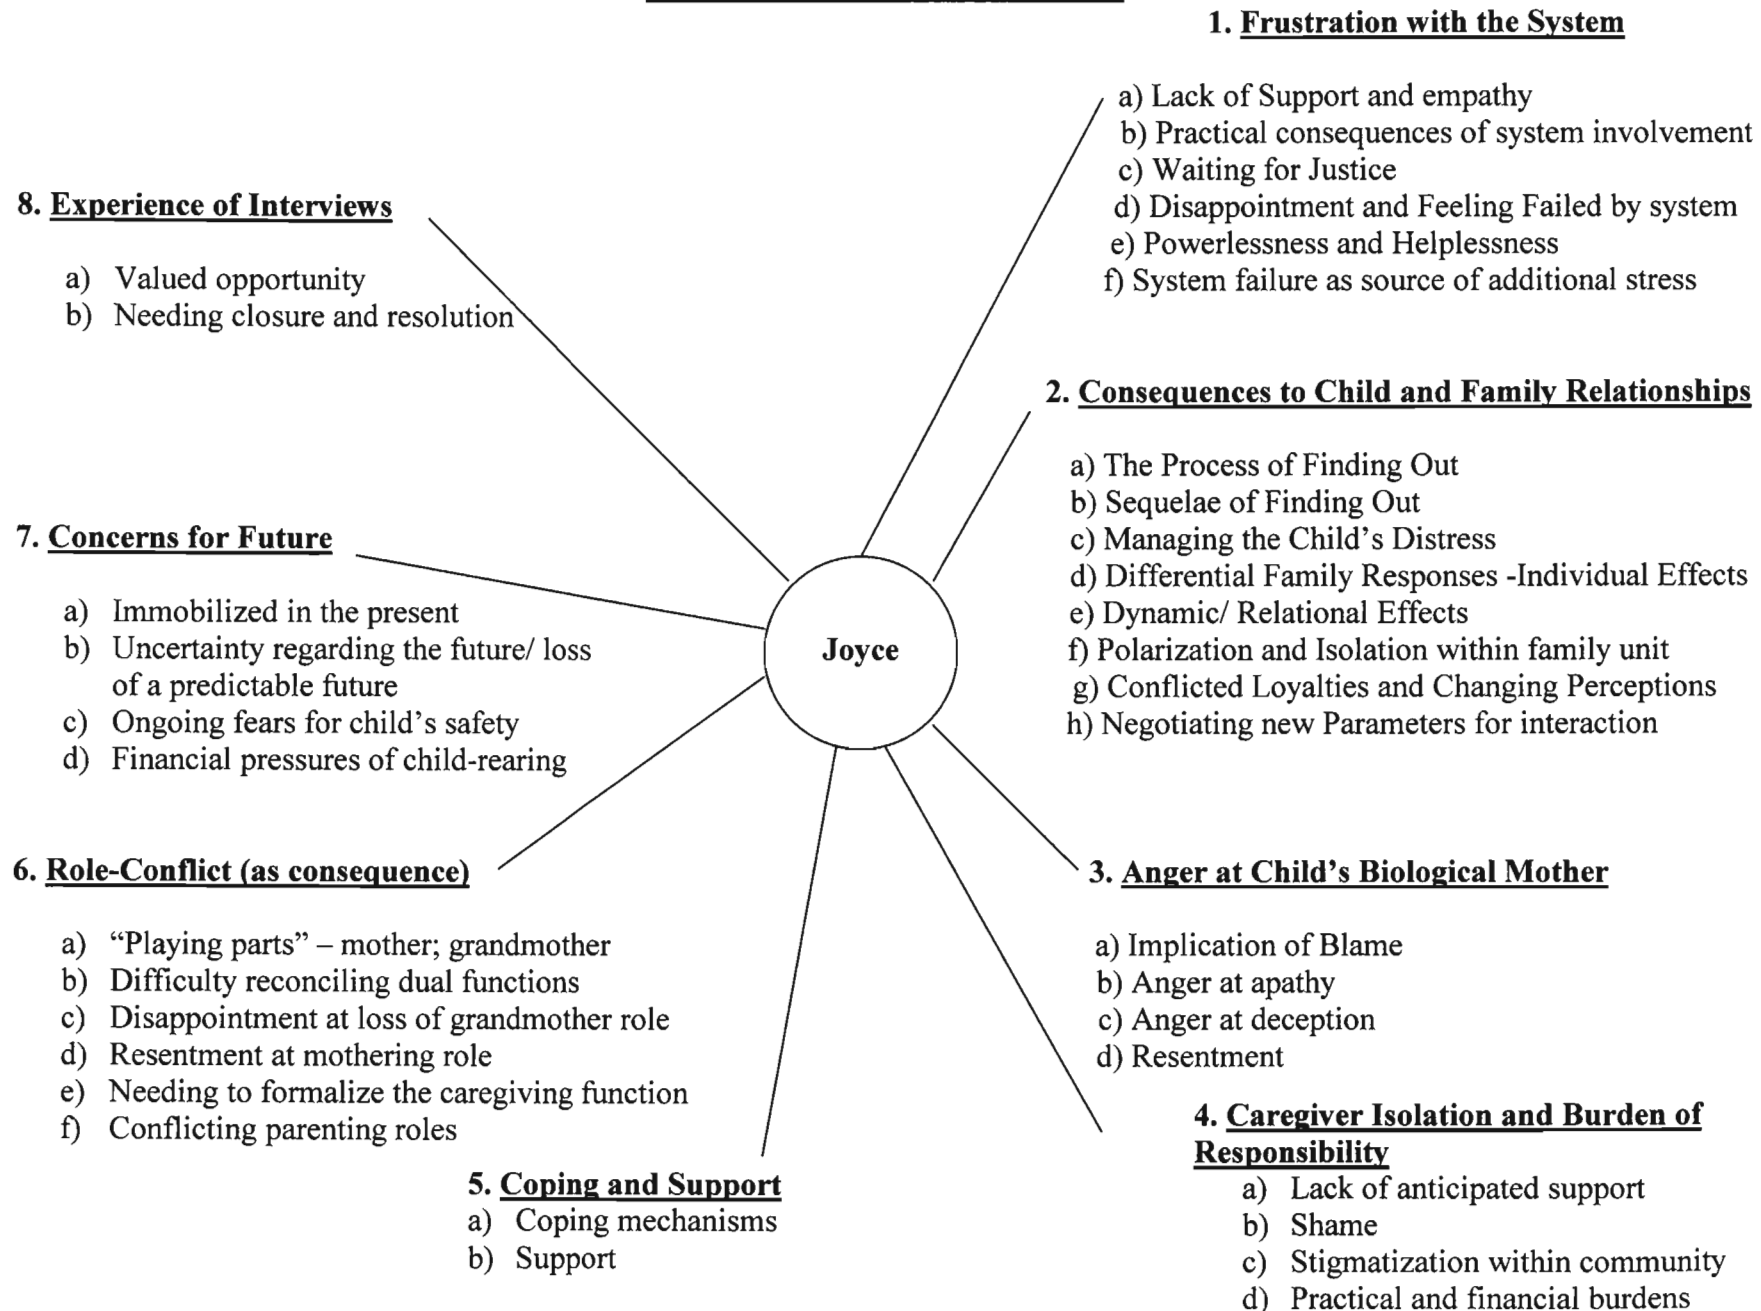 1. Frustration with the System
a) Lack of Support and empathy
b) Practical consequences of system involvement
c) Waiting for Justice
d) Disappointment and Feeling Failed by system
e) Powerlessness and Helplessness
f) System failure as source of additional stress
2. Consequences to Child and Family Relationships
a) The Process of Finding Out
b) Sequelae of Finding Out
c) Managing the Child's Distress
d) Differential Family Responses -Individual Effects
e) Dynamic/ Relational Effects
f) Polarization and Isolation within family unit
g) Conflicted Loyalties and Changing Perceptions
h) Negotiating new Parameters for interaction
3. Anger at Child's Biological Mother
a) Implication of Blame
b) Anger at apathy
c) Anger at deception
d) Resentment
4. Caregiver Isolation and Burden of
Responsibility
a) Lack of anticipated support
b) Shame
c) Stigmatization within community
d) Practical and financial burdens
5. Coping and Support
a) Coping mechanisms
b) Support
6. Role-Conflict (as consequence)
a) “Playing parts” – mother; grandmother
b) Difficulty reconciling dual functions
c) Disappointment at loss of grandmother role
d) Resentment at mothering role
e) Needing to formalize the caregiving function
f) Conflicting parenting roles
7. Concerns for Future
a) Immobilized in the present
b) Uncertainty regarding the future/ loss
of a predictable future
c) Ongoing fears for child's safety
d) Financial pressures of child-rearing
8. Experience of Interviews
a) Valued opportunity
b) Needing closure and resolution
Joyce